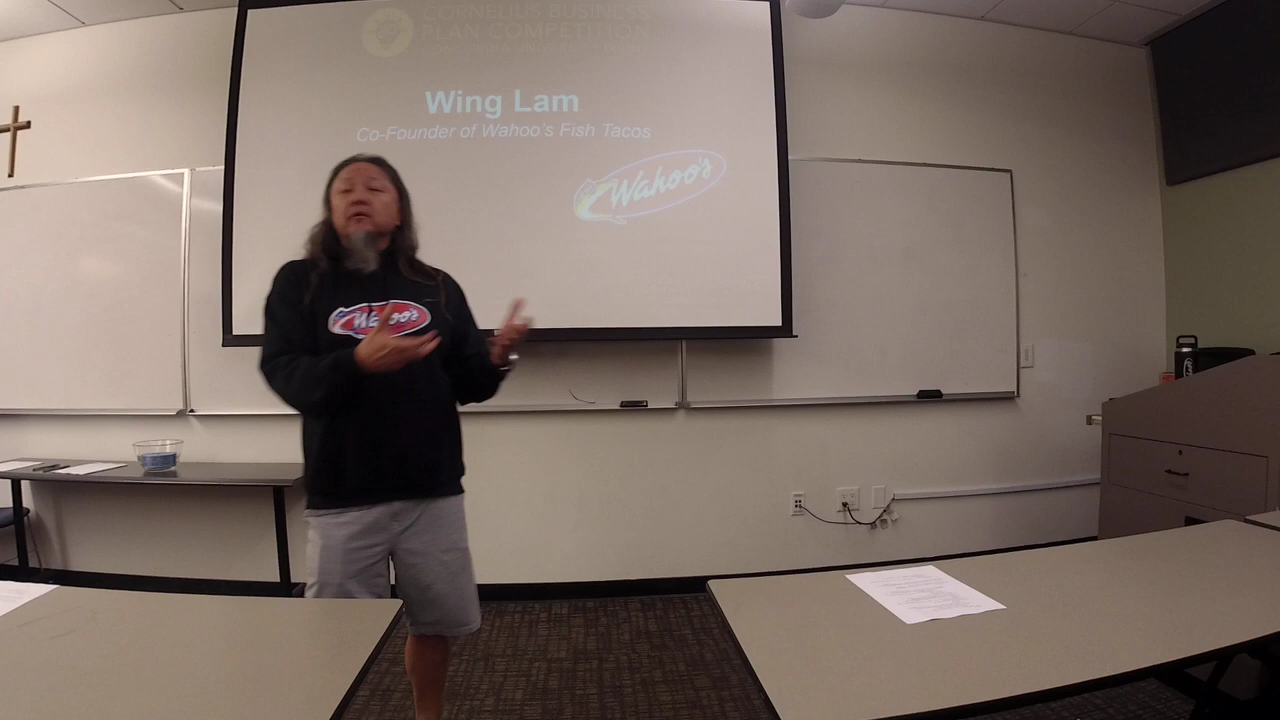 CORNELIUS BUSINESS
PLAN COMPETITION
Wing Lam
Co-Founder of Wahoo's Fish Tacos
Wahoo's
Wahoo's